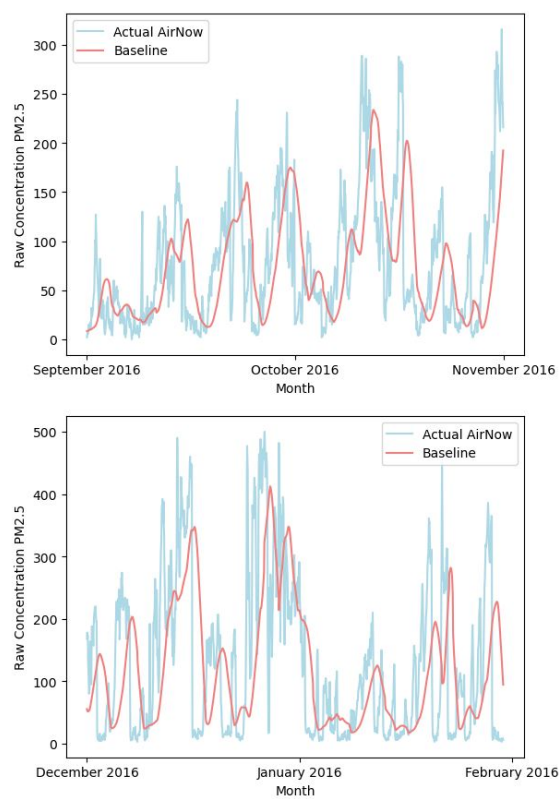 300
250
200
150
100
50
0
Raw Concentration PM2.5
Actual AirNow
Baseline
September 2016
October 2016
November 2016
Month
500
400
300
200
100
0
Raw Concentration PM2.5
Actual AirNow
Baseline
December 2016
January 2016
February 2016
Month